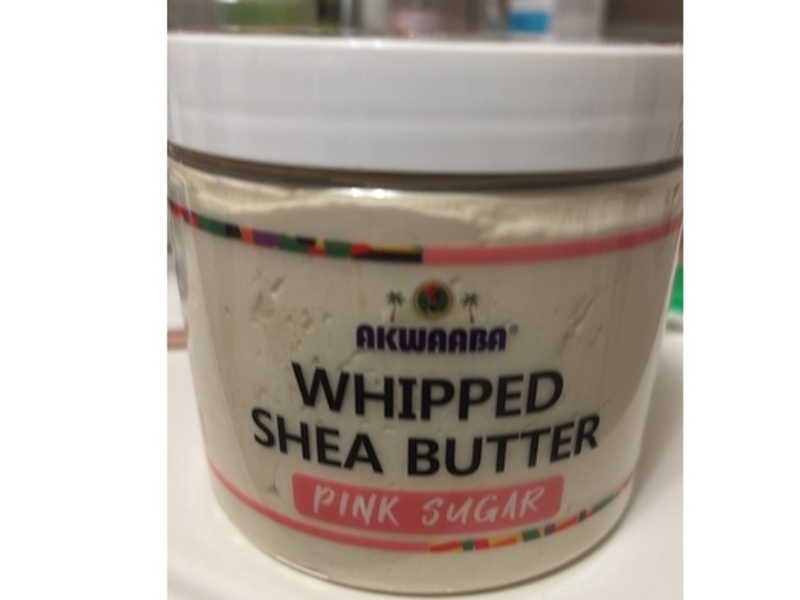 AKWAABA®
WHIPPED
SHEA BUTTER
PINK SUGAR